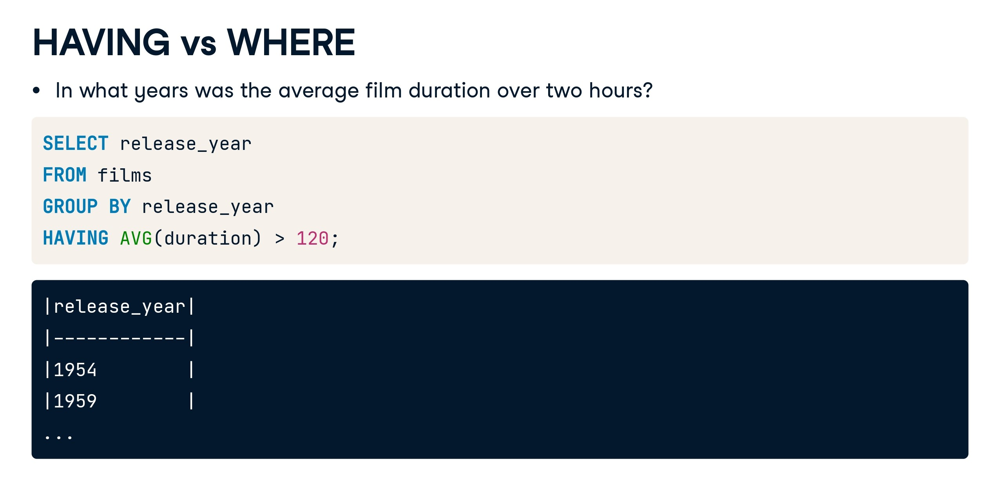 HAVING vs WHERE
• In what years was the average film duration over two hours?
SELECT release_year
FROM films
GROUP BY release_year
HAVING AVG(duration) > 120;
|release_year|
|------------|
|1954        |
|1959        |
...